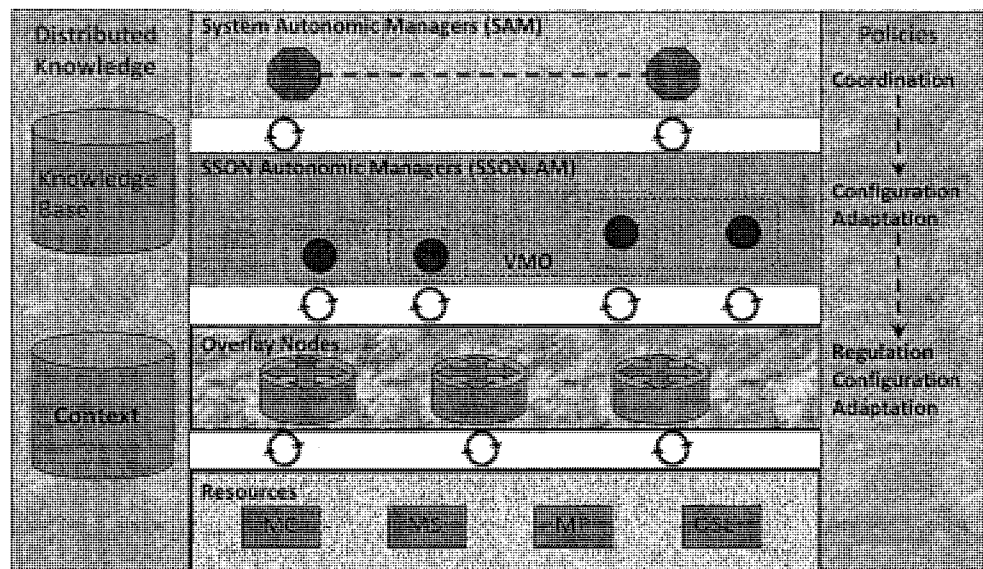 Distributed
Knowledge
Knowledge
Base
Context
System Autonomic Managers (SAM)
SSON Autonomic Managers (SSON-AM)
VMO
Overlay Nodes
Resources
MC
MS
MP
Policies
Coordination
Configuration
Adaptation
Regulation
Configuration
Adaptation